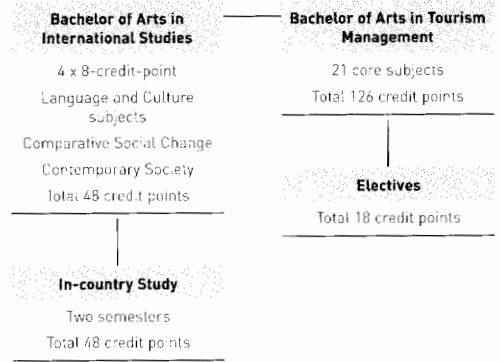 Bachelor of Arts in
International Studies
4 x 8-credit-point
Language and Culture
subjects
Comparative Social Change
Contemporary Society
Total 48 credit points
In-country Study
Two semesters
Total 48 credit points
Bachelor of Arts in Tourism
Management
21 core subjects
Total 126 credit points
Electives
Total 18 credit points